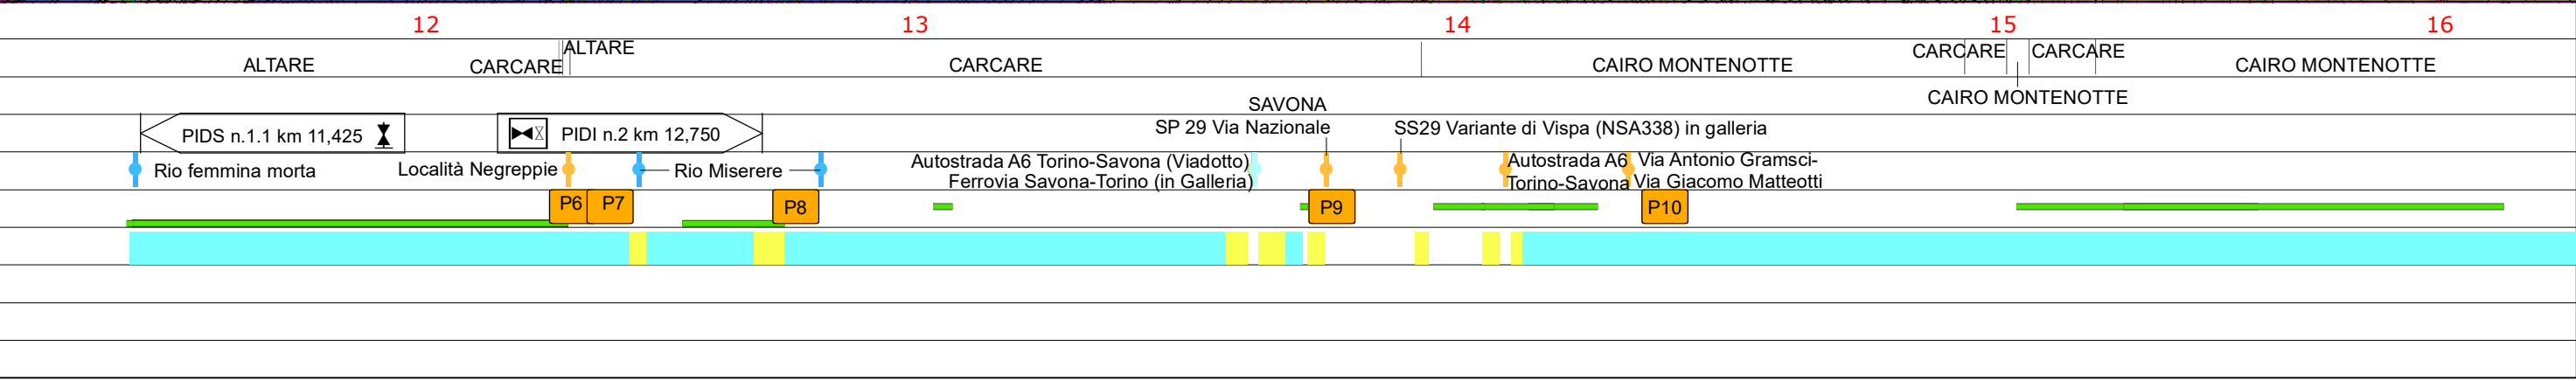 12 13 14 15 16
ALTARE CARCARE CARCARE
ALTARE CARCARE CARCARE CAIRO MONTENOTTE CAIRO MONTENOTTE
CAIRO MONTENOTTE
SAVONA
PIDS n.1.1 km 11,425 PIDI n.2 km 12,750 SP 29 Via Nazionale SS29 Variante di Vispa (NSA338) in galleria
Rio femmina morta Località Negreppie Rio Miserere
Autostrada A6 Torino-Savona (Viadotto)
Ferrovia Savona-Torino (in Galleria)
Autostrada A6
Torino-Savona
Via Antonio Gramsci-
Via Giacomo Matteotti
P6 P7 P8 P9 P10